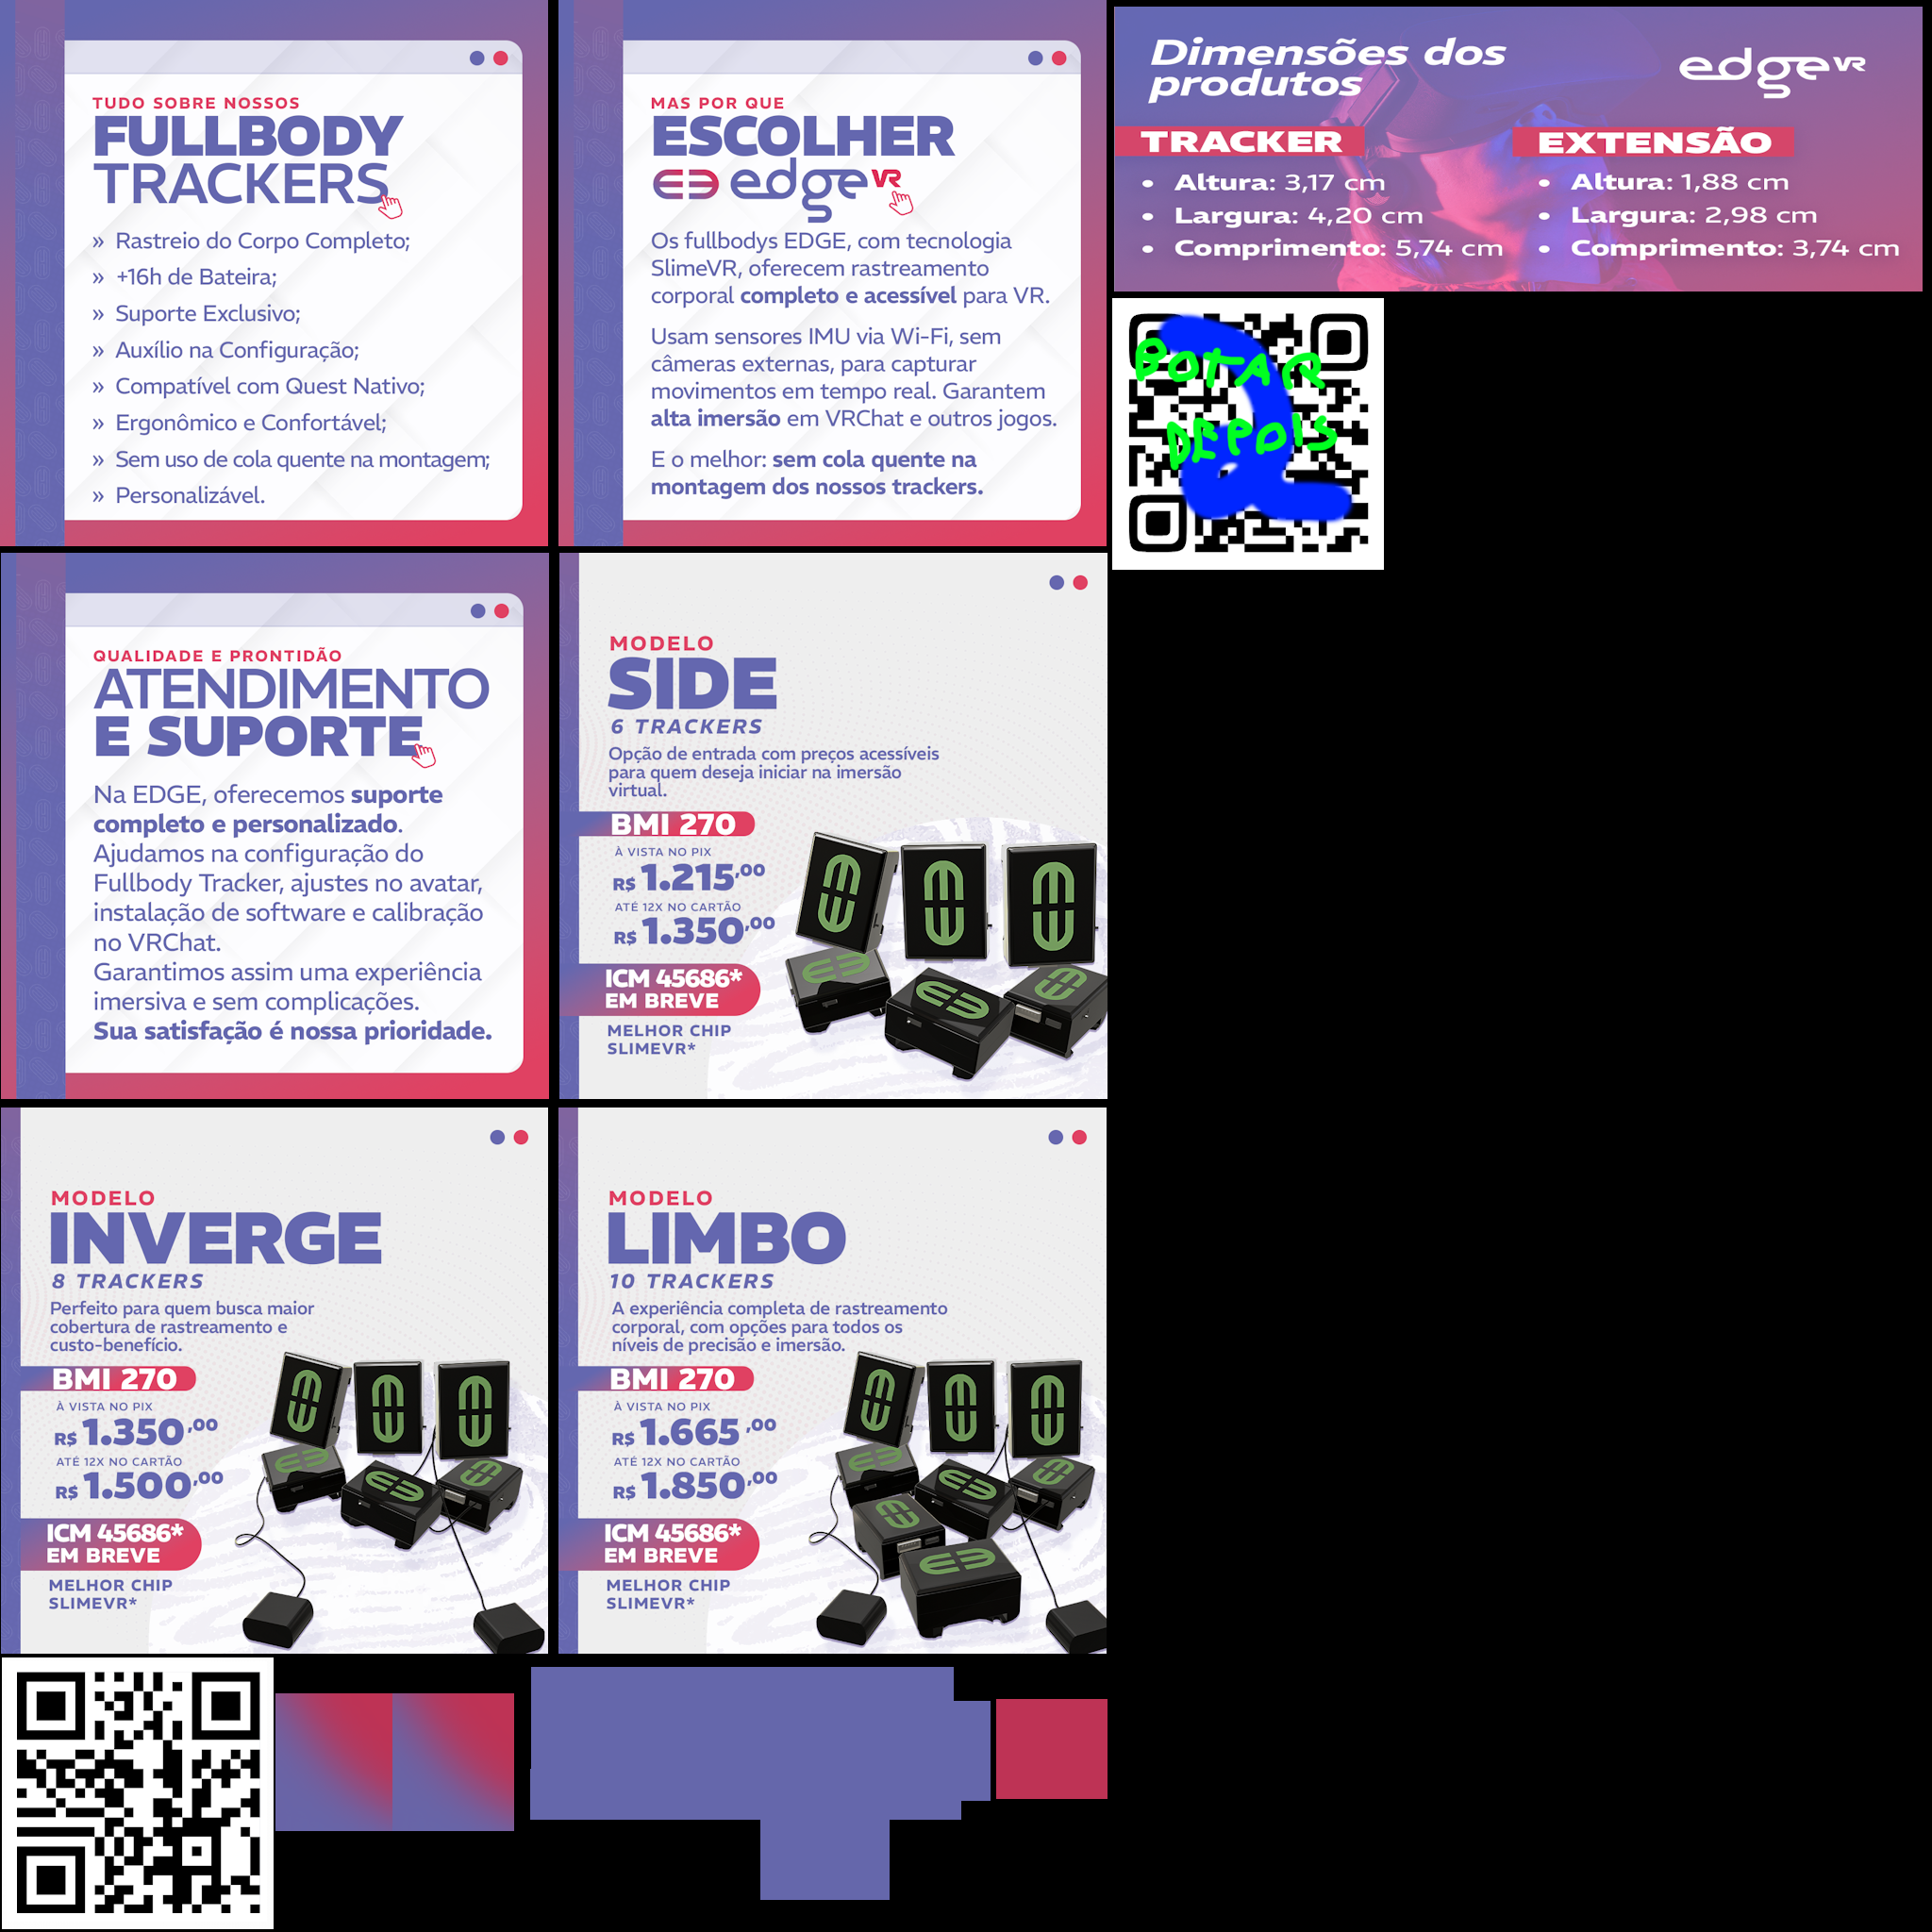 TUDO SOBRE NOSSOS
FULLBODY
TRACKERS
» Rastreio do Corpo Completo;
» +16h de Bateira;
» Suporte Exclusivo;
» Auxílio na Configuração;
» Compatível com Quest Nativo;
» Ergonômico e Confortável;
» Sem uso de cola quente na montagem;
» Personalizável.
MAS POR QUE
ESCOLHER
edge VR
Os fullbodys EDGE, com tecnologia
SlimeVR, oferecem rastreamento
corporal completo e acessível para VR.
Usam sensores IMU via Wi-Fi, sem
câmeras externas, para capturar
movimentos em tempo real. Garantem
alta imersão em VRChat e outros jogos.
E o melhor: sem cola quente na
montagem dos nossos trackers.
Dimensões dos
produtos
edge VR
TRACKER
• Altura: 3,17 cm
• Largura: 4,20 cm
• Comprimento: 5,74 cm
EXTENSÃO
• Altura: 1,88 cm
• Largura: 2,98 cm
• Comprimento: 3,74 cm
BOTAR
DEPOIS
QUALIDADE E PRONTIDÃO
ATENDIMENTO
E SUPORTE
Na EDGE, oferecemos suporte
completo e personalizado.
Ajudamos na configuração do
Fullbody Tracker, ajustes no avatar,
instalação de software e calibração
no VRChat.
Garantimos assim uma experiência
imersiva e sem complicações.
Sua satisfação é nossa prioridade.
MODELO
SIDE
6 TRACKERS
Opção de entrada com preços acessíveis
para quem deseja iniciar na imersão
virtual.
BMI 270
À VISTA NO PIX
R$ 1.215,00
ATÉ 12X NO CARTÃO
R$ 1.350,00
ICM 45686*
EM BREVE
MELHOR CHIP
SLIMEVR*
MODELO
INVERGE
8 TRACKERS
Perfeito para quem busca maior
cobertura de rastreamento e
custo-benefício.
BMI 270
À VISTA NO PIX
R$ 1.350,00
ATÉ 12X NO CARTÃO
R$ 1.500,00
ICM 45686*
EM BREVE
MELHOR CHIP
SLIMEVR*
MODELO
LIMBO
10 TRACKERS
A experiência completa de rastreamento
corporal, com opções para todos os
níveis de precisão e imersão.
BMI 270
À VISTA NO PIX
R$ 1.665,00
ATÉ 12X NO CARTÃO
R$ 1.850,00
ICM 45686*
EM BREVE
MELHOR CHIP
SLIMEVR*